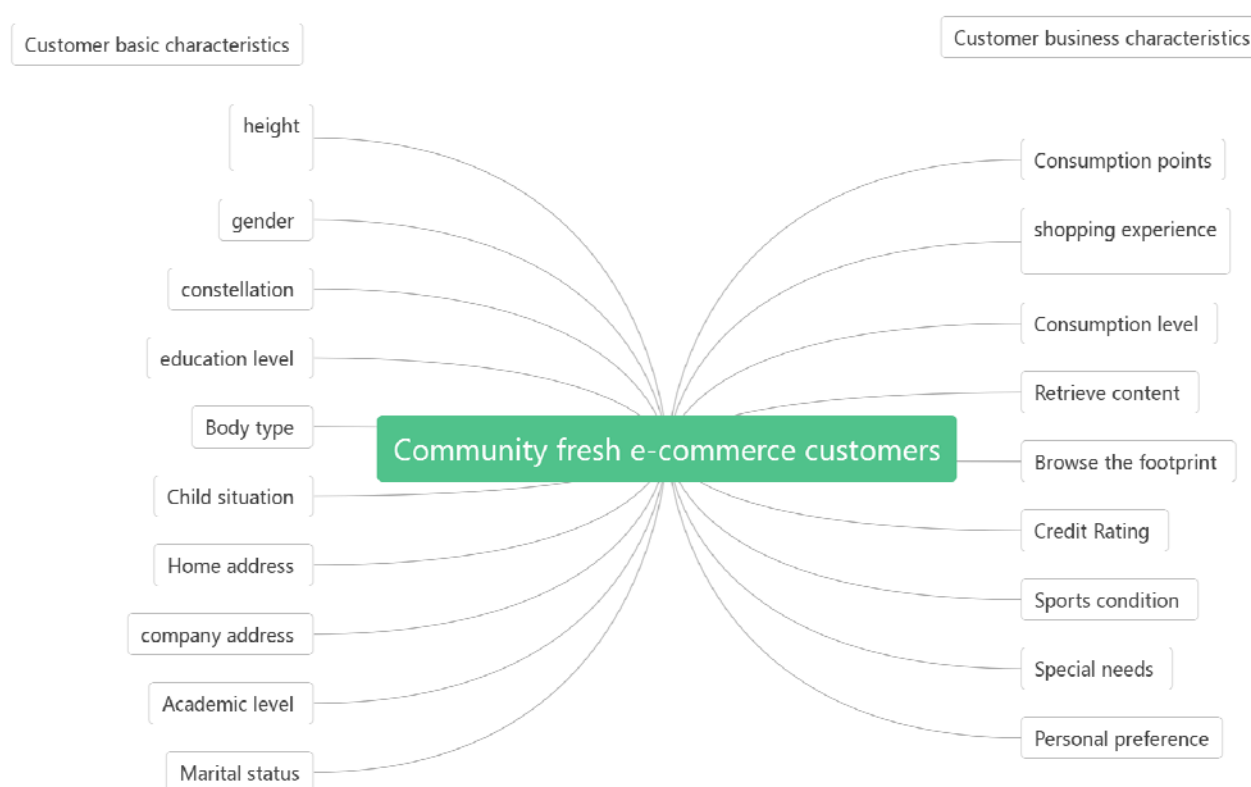 Customer basic characteristics
Customer business characteristics
height
gender
constellation
education level
Body type
Child situation
Home address
company address
Academic level
Marital status
Community fresh e-commerce customers
Consumption points
shopping experience
Consumption level
Retrieve content
Browse the footprint
Credit Rating
Sports condition
Special needs
Personal preference